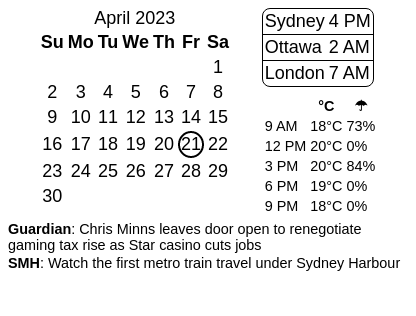 April 2023
Su Mo Tu We Th Fr Sa
1
2 3 4 5 6 7 8
9 10 11 12 13 14 15
16 17 18 19 20 21 22
23 24 25 26 27 28 29
30
Sydney 4 PM
Ottawa 2 AM
London 7 AM
°C ☂
9 AM 18°C 73%
12 PM 20°C 0%
3 PM 20°C 84%
6 PM 19°C 0%
9 PM 18°C 0%
Guardian: Chris Minns leaves door open to renegotiate
gaming tax rise as Star casino cuts jobs
SMH: Watch the first metro train travel under Sydney Harbour